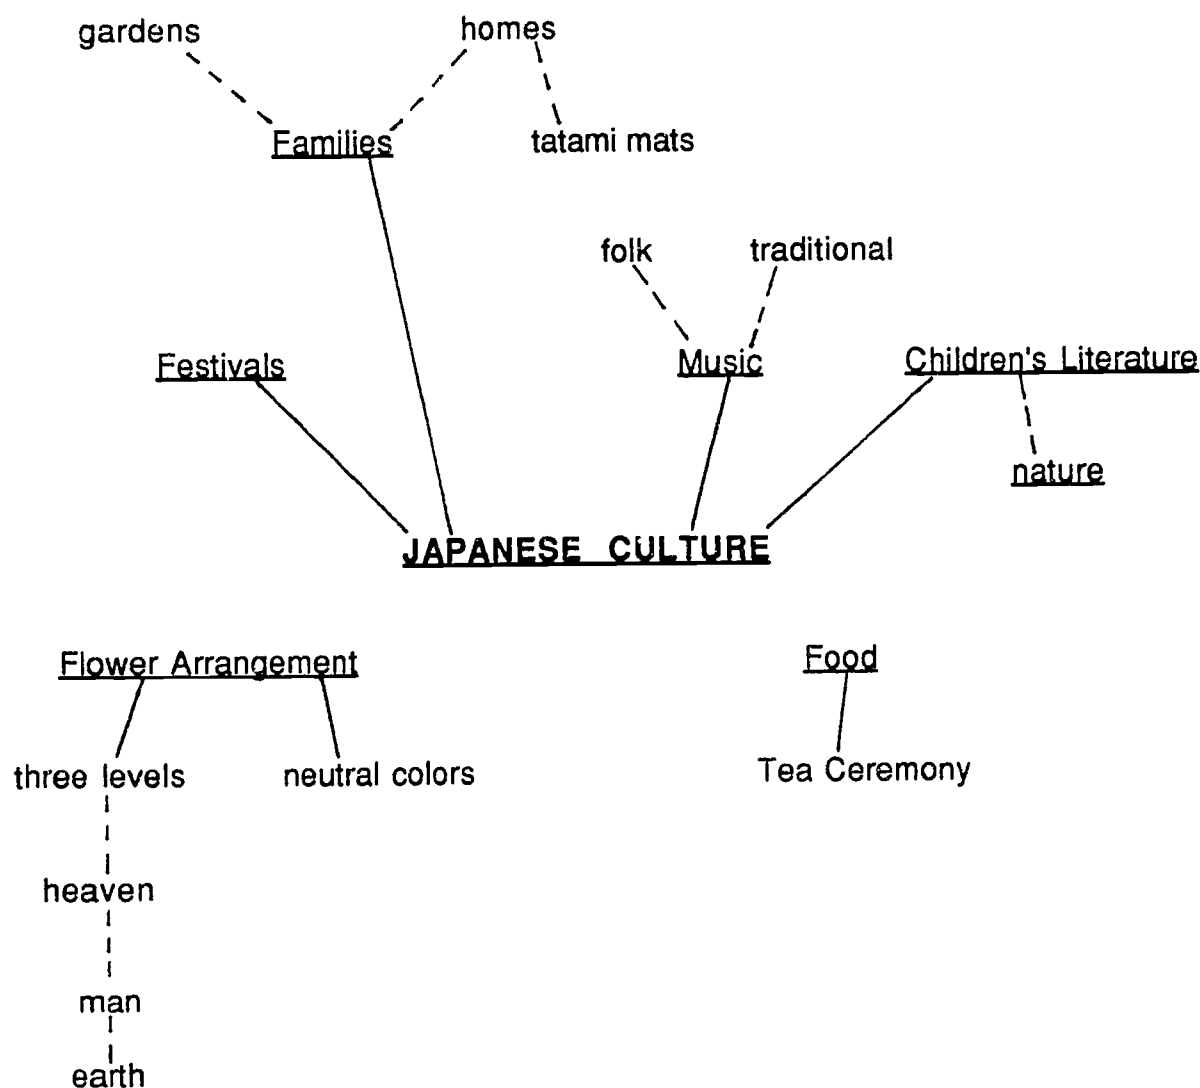 gardens
homes
Families
tatami mats
folk
traditional
Festivals
Music
Children's Literature
nature
JAPANESE CULTURE
Flower Arrangement
Food
three levels
neutral colors
Tea Ceremony
heaven
man
earth